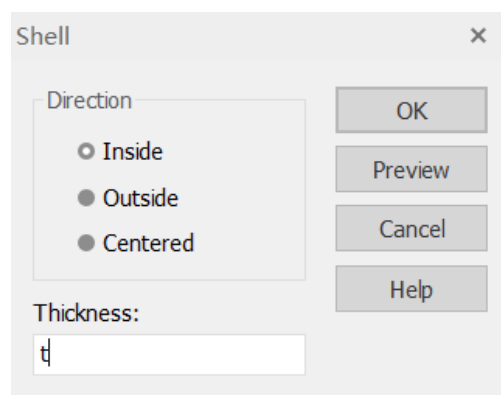 Shell
×
Direction
Inside
Outside
Centered
Thickness:
t
OK
Preview
Cancel
Help